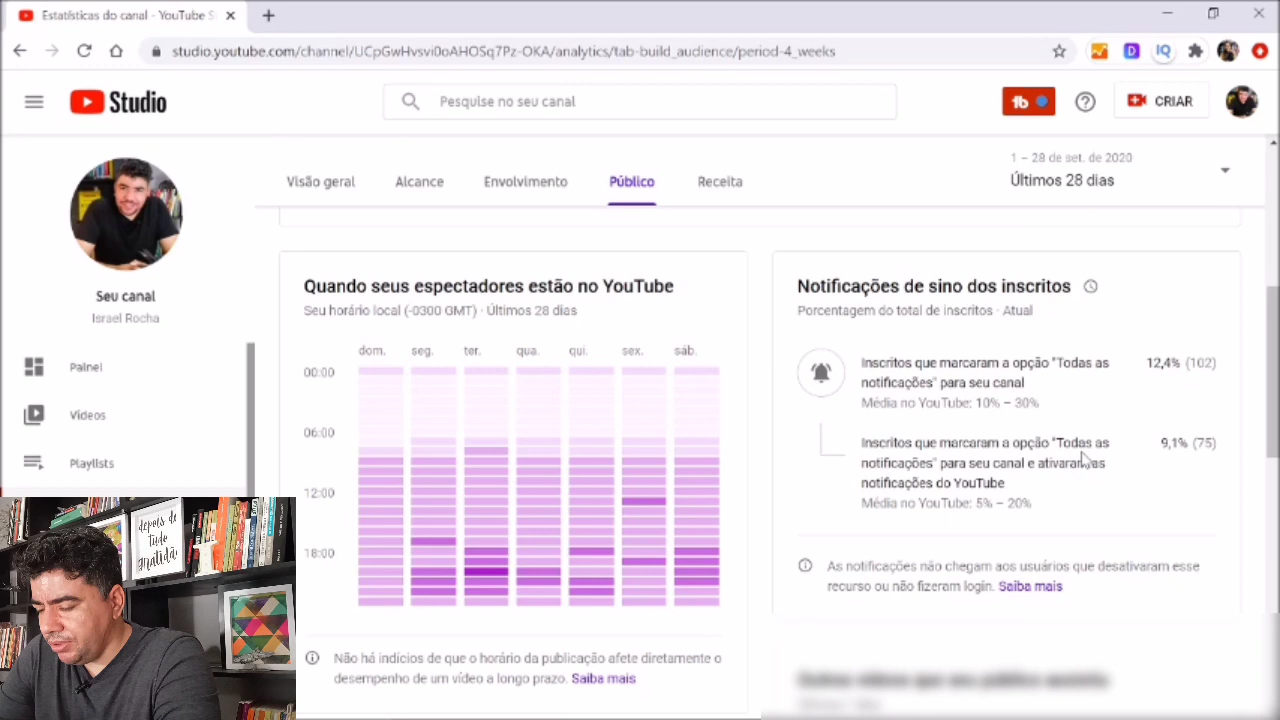 Estatísticas do canal - YouTube S
studio.youtube.com/channel/UCpGwHvsvi0oAHOSq7Pz-OKA/analytics/tab-build_audience/period-4_weeks
D
IQ
Studio
Pesquise no seu canal
tb
CRIAR
Visão geral
Alcance
Envolvimento
Público
Receita
1 – 28 de set. de 2020
Últimos 28 dias
Seu canal
Israel Rocha
Painel
Vídeos
Playlists
Quando seus espectadores estão no YouTube
Seu horário local (-0300 GMT) · Últimos 28 dias
dom. seg. ter. qua. qui. sex. sáb.
00:00
06:00
12:00
18:00
Não há indícios de que o horário da publicação afete diretamente o
desempenho de um vídeo a longo prazo. Saiba mais
Notificações de sino dos inscritos
Porcentagem do total de inscritos · Atual
Inscritos que marcaram a opção "Todas as 12,4% (102)
notificações" para seu canal
Média no YouTube: 10% – 30%
Inscritos que marcaram a opção "Todas as 9,1% (75)
notificações" para seu canal e ativaram as
notificações do YouTube
Média no YouTube: 5% – 20%
As notificações não chegam aos usuários que desativaram esse
recurso ou não fizeram login. Saiba mais
depois de
tudo
gratidão